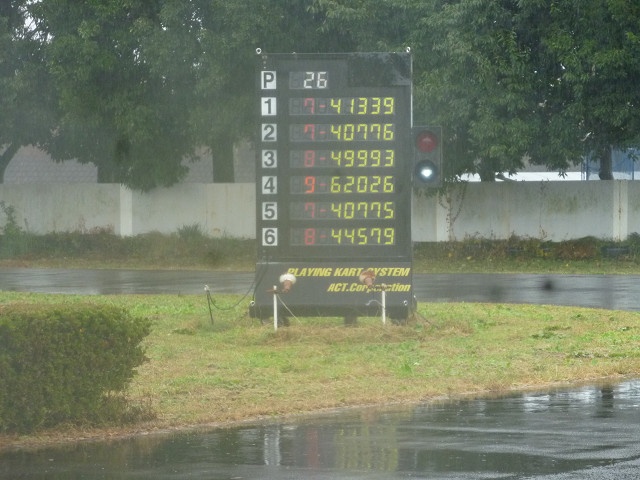 P 26
1 7-41339
2 7-40776
3 8-49993
4 9-62026
5 7-40775
6 8-44579
PLAYING KART SYSTEM
ACT.Corporation